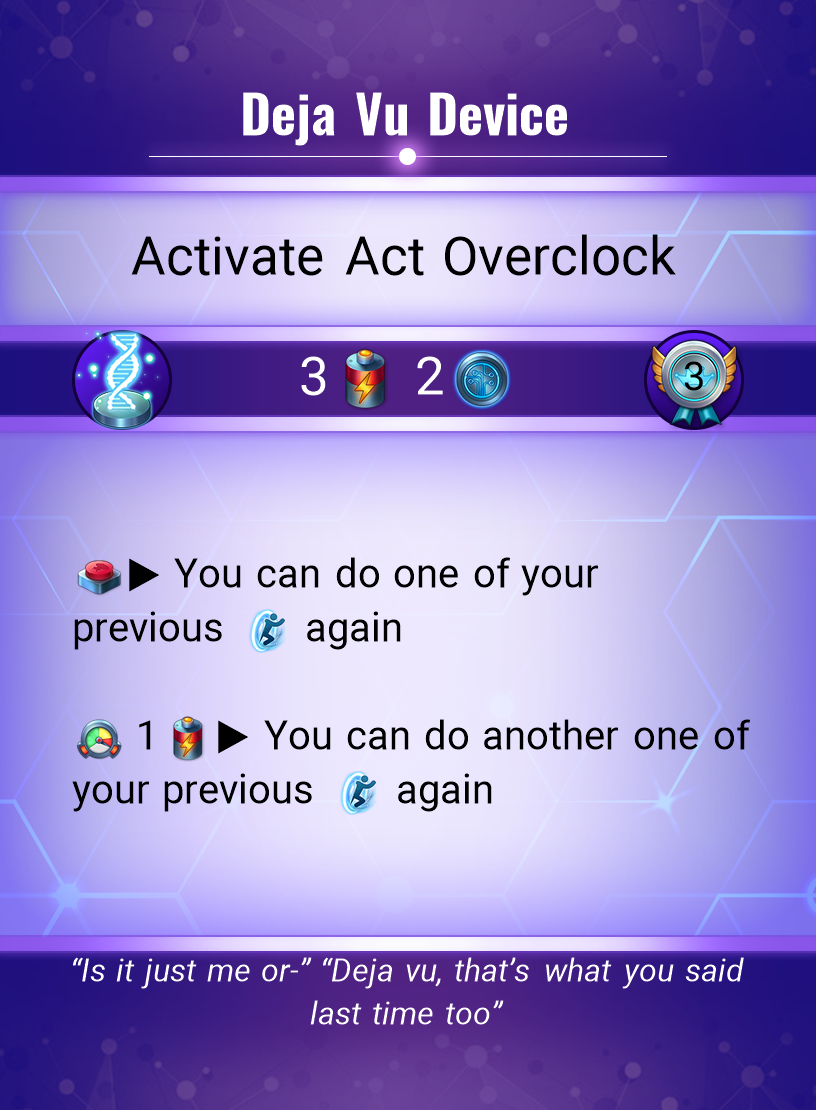 Deja Vu Device
Activate Act Overclock
3 2 3
You can do one of your
previous again
1 You can do another one of
your previous again
“Is it just me or-” “Deja vu, that’s what you said
last time too”